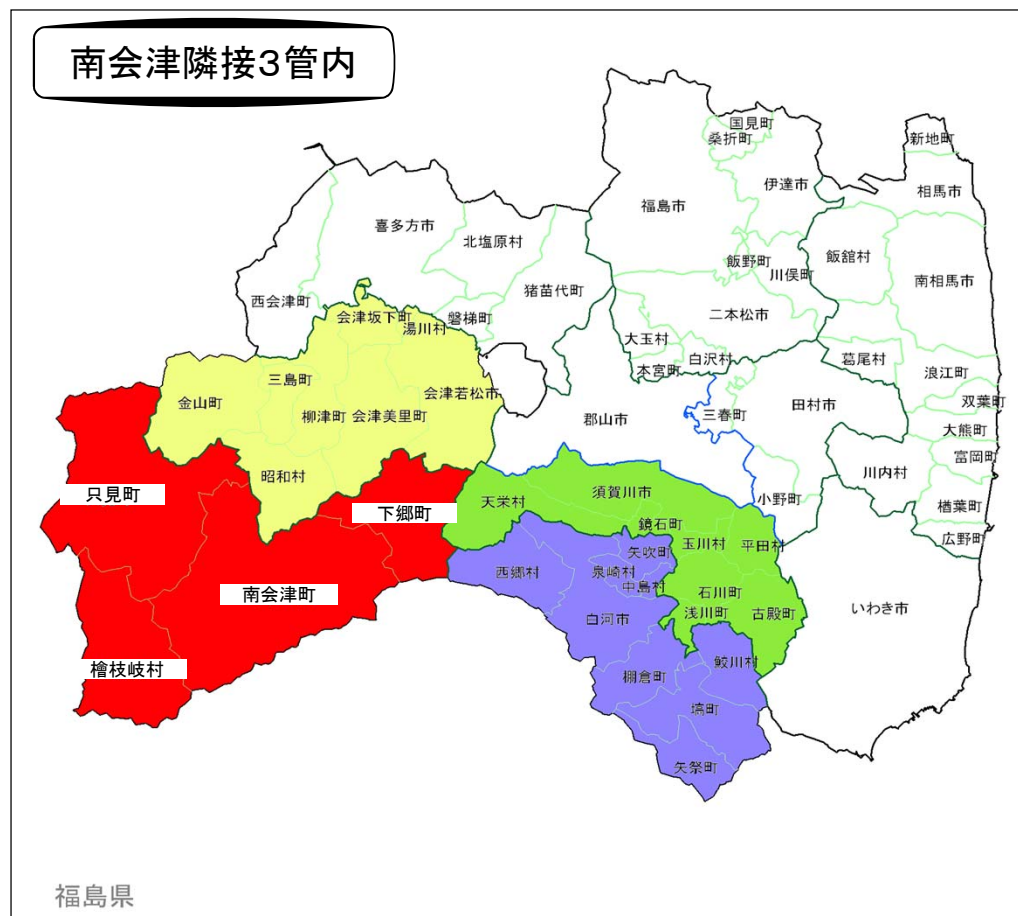 南会津隣接3管内
国見町
桑折町
新地町
伊達市
相馬市
福島市
喜多方市
北塩原村
飯野町
飯舘村
川俣町
南相馬市
猪苗代町
西会津町
会津坂下町
湯川村
磐梯町
二本松市
大玉村
白沢村
本宮町
葛尾村
浪江町
三島町
会津若松市
金山町
柳津町
会津美里町
郡山市
三春町
田村市
双葉町
大熊町
富岡町
昭和村
川内村
只見町
下郷町
天栄村
須賀川市
小野町
楢葉町
鏡石町
玉川村
平田村
広野町
矢吹町
西郷村
泉崎村
中島村
南会津町
石川町
浅川町
古殿町
いわき市
白河市
檜枝岐村
棚倉町
鮫川村
塙町
矢祭町
福島県